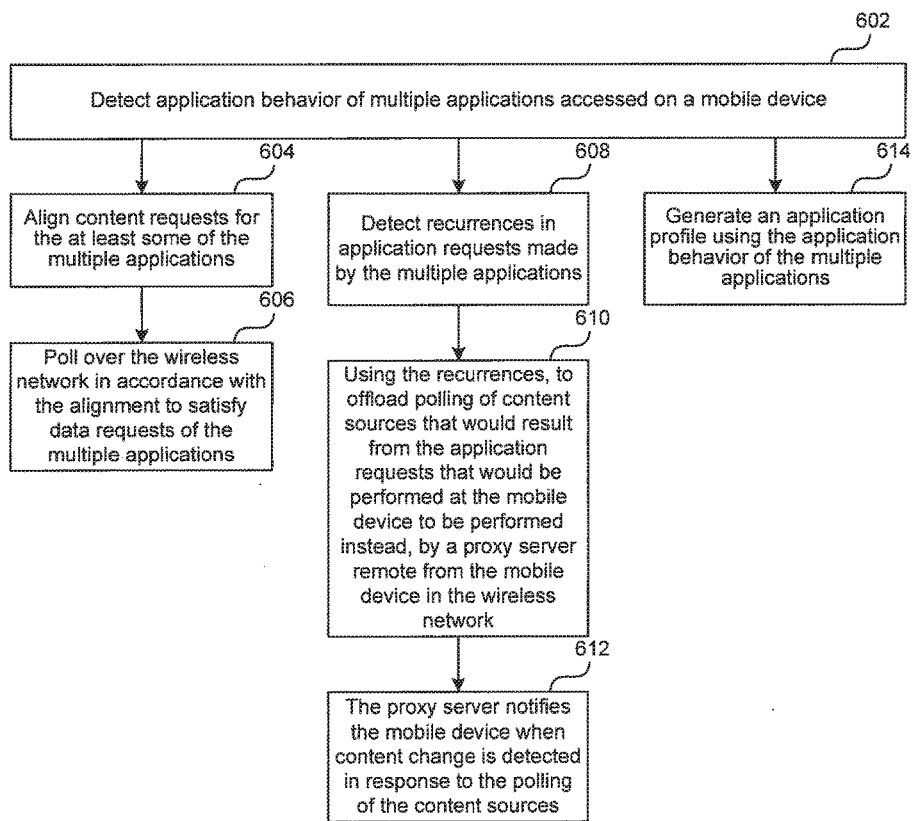 602
Detect application behavior of multiple applications accessed on a mobile device
604
Align content requests for
the at least some of the
multiple applications
606
Poll over the wireless
network in accordance with
the alignment to satisfy
data requests of the
multiple applications
608
Detect recurrences in
application requests made
by the multiple applications
610
Using the recurrences, to
offload polling of content
sources that would result
from the application
requests that would be
performed at the mobile
device to be performed
instead, by a proxy server
remote from the mobile
device in the wireless
network
612
The proxy server notifies
the mobile device when
content change is detected
in response to the polling
of the content sources
614
Generate an application
profile using the application
behavior of the multiple
applications